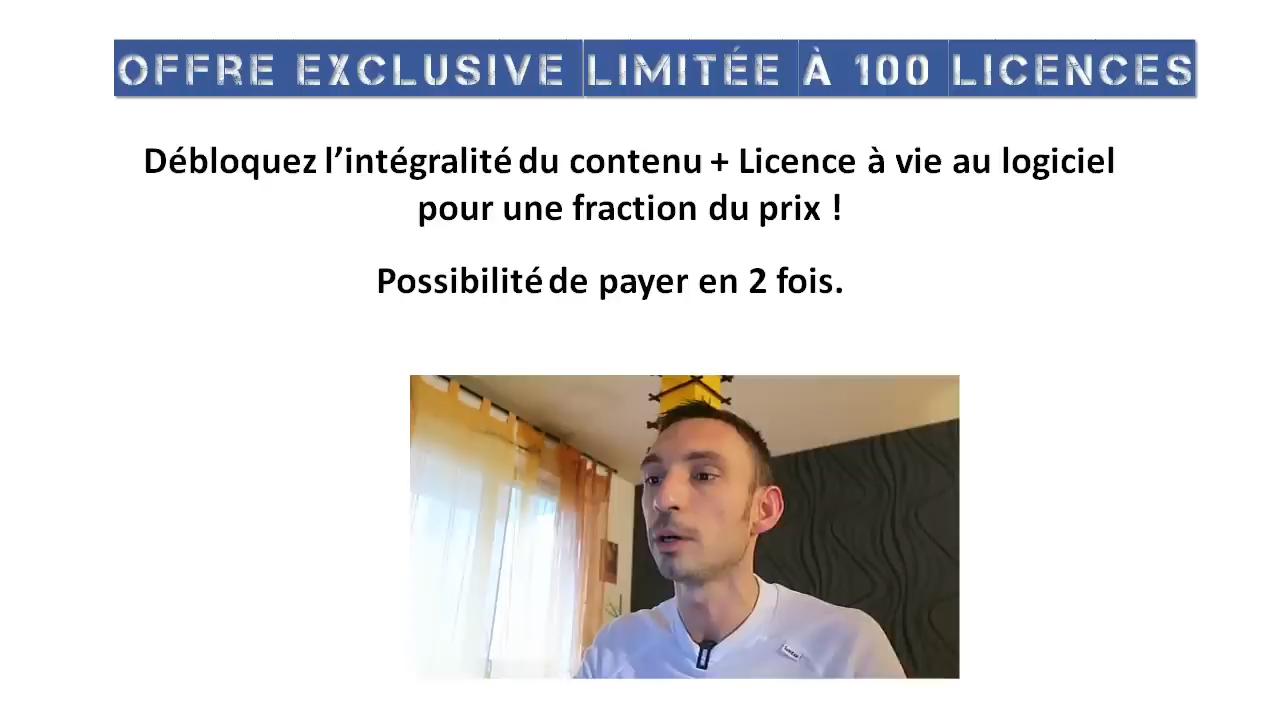 OFFRE EXCLUSIVE LIMITÉE À 100 LICENCES
Débloquez l’intégralité du contenu + Licence à vie au logiciel
pour une fraction du prix !
Possibilité de payer en 2 fois.